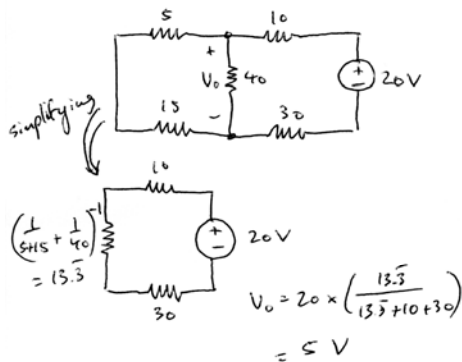 5
10
+
V₀
40
-
+
-
20V
15
30
simplifying
10
(1/(5+15) + 1/40)⁻¹
= 13.3̅
+
-
20V
30
V₀ = 20 × (13.3̅/(13.3̅+10+30))
= 5 V